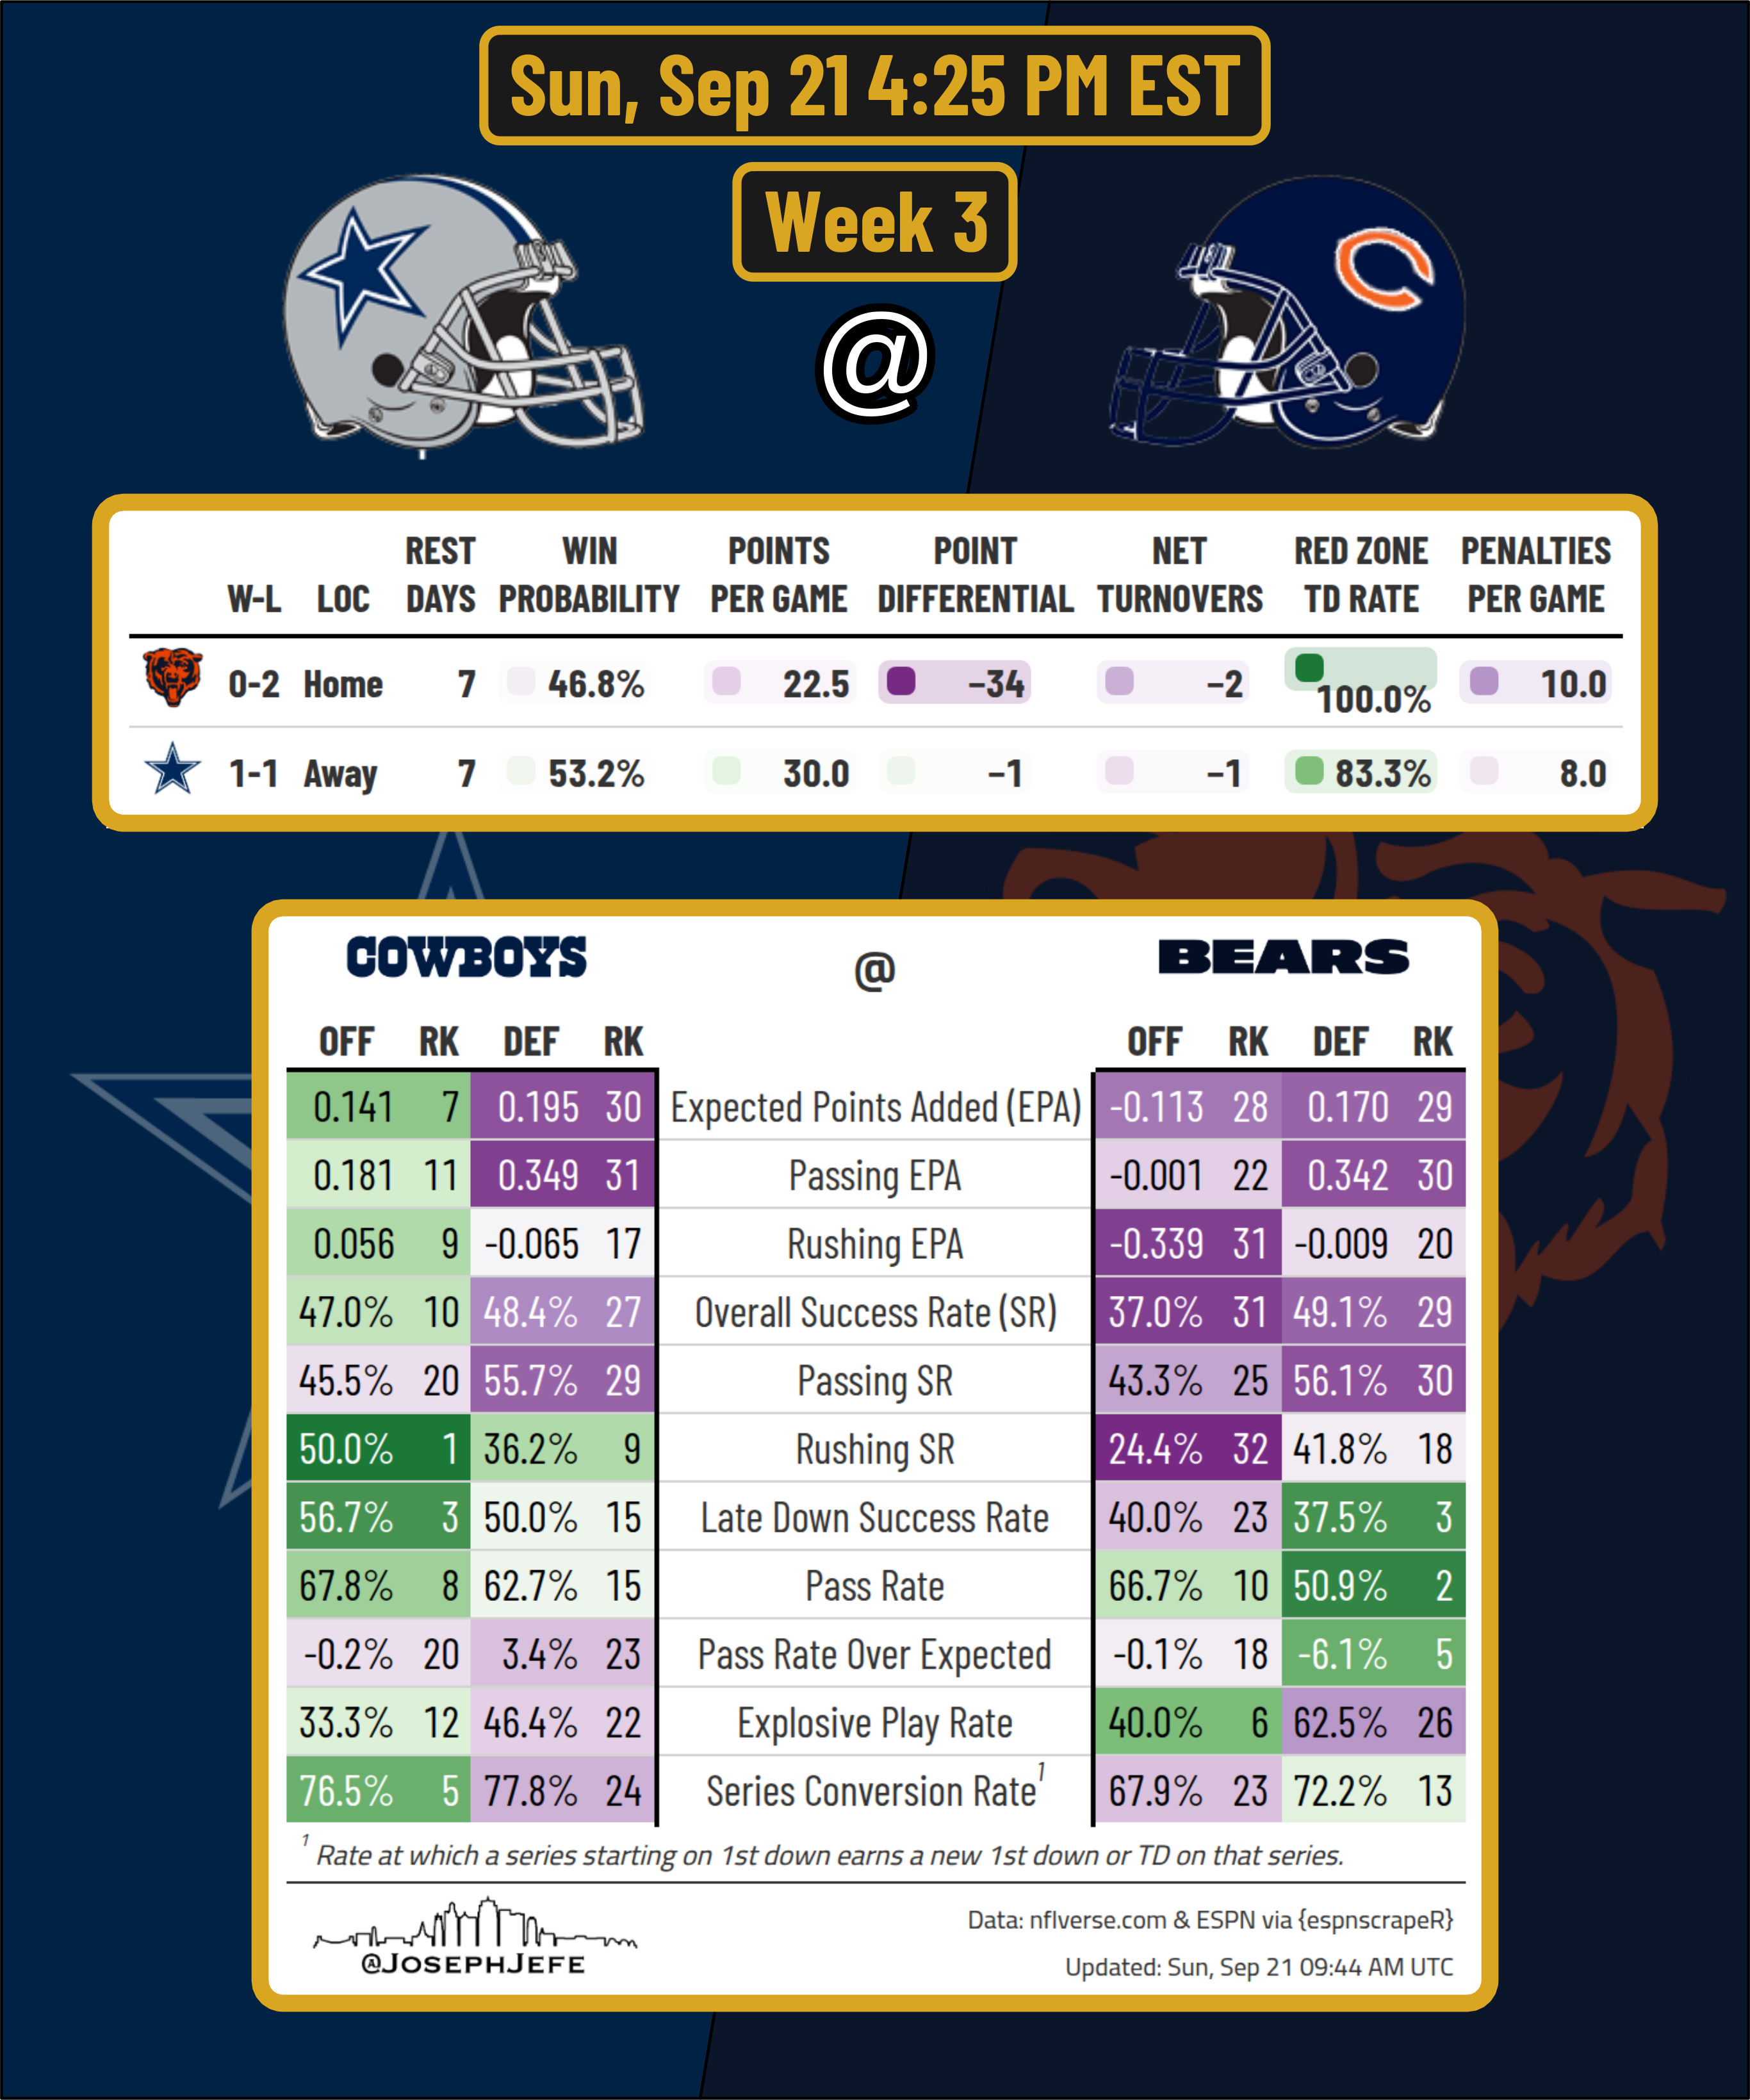 Sun, Sep 21 4:25 PM EST
Week 3
@
REST WIN POINTS POINT NET RED ZONE PENALTIES
W-L LOC DAYS PROBABILITY PER GAME DIFFERENTIAL TURNOVERS TD RATE PER GAME
0-2 Home 7 46.8% 22.5 −34 −2 100.0% 10.0
1-1 Away 7 53.2% 30.0 −1 −1 83.3% 8.0
COWBOYS @ BEARS
OFF RK DEF RK OFF RK DEF RK
0.141 7 0.195 30 Expected Points Added (EPA) -0.113 28 0.170 29
0.181 11 0.349 31 Passing EPA -0.001 22 0.342 30
0.056 9 -0.065 17 Rushing EPA -0.339 31 -0.009 20
47.0% 10 48.4% 27 Overall Success Rate (SR) 37.0% 31 49.1% 29
45.5% 20 55.7% 29 Passing SR 43.3% 25 56.1% 30
50.0% 1 36.2% 9 Rushing SR 24.4% 32 41.8% 18
56.7% 3 50.0% 15 Late Down Success Rate 40.0% 23 37.5% 3
67.8% 8 62.7% 15 Pass Rate 66.7% 10 50.9% 2
-0.2% 20 3.4% 23 Pass Rate Over Expected -0.1% 18 -6.1% 5
33.3% 12 46.4% 22 Explosive Play Rate 40.0% 6 62.5% 26
76.5% 5 77.8% 24 Series Conversion Rate¹ 67.9% 23 72.2% 13
¹ Rate at which a series starting on 1st down earns a new 1st down or TD on that series.
@JOSEPHJEFE
Data: nflverse.com & ESPN via {espnscrapeR}
Updated: Sun, Sep 21 09:44 AM UTC